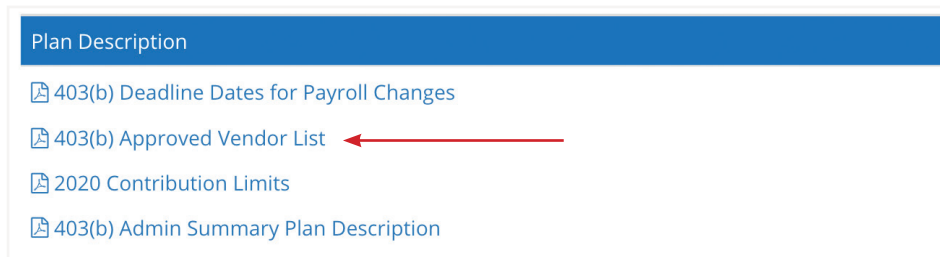 Plan Description
403(b) Deadline Dates for Payroll Changes
403(b) Approved Vendor List
2020 Contribution Limits
403(b) Admin Summary Plan Description